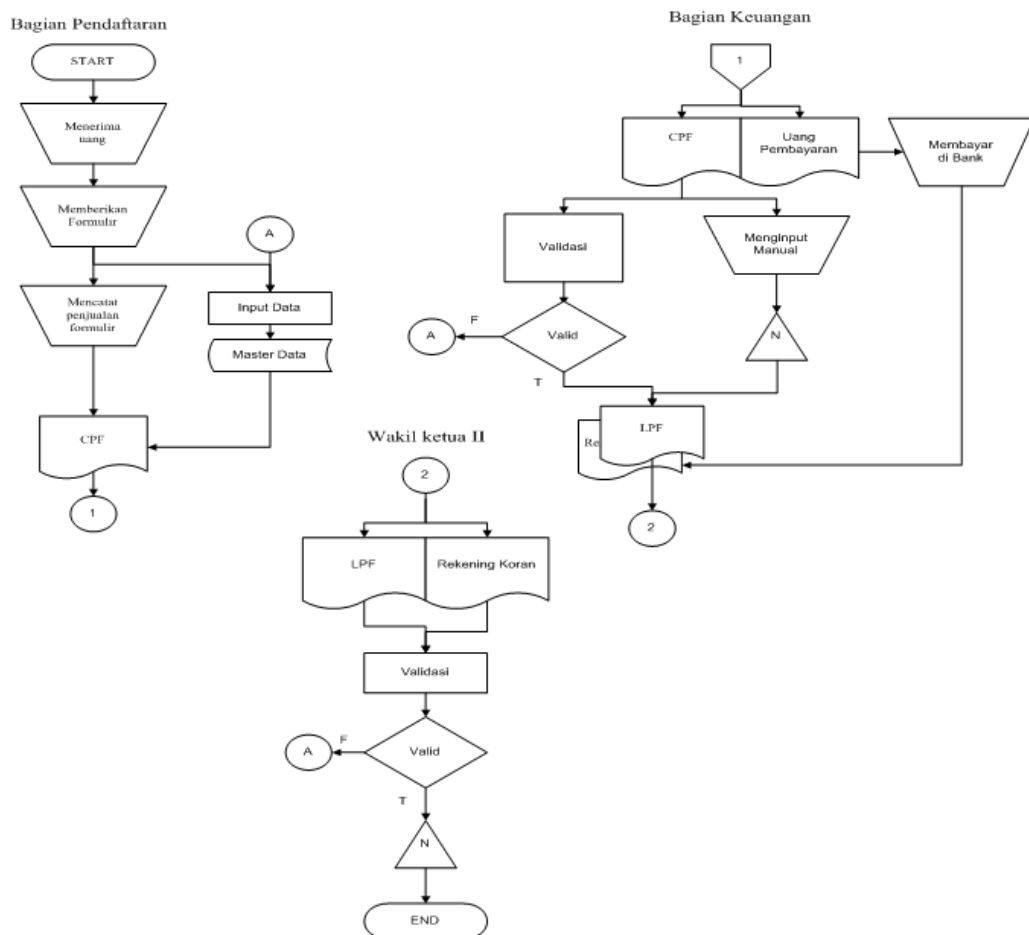 Bagian Pendaftaran
START
Menerima
uang
Memberikan
Formulir
A
Mencatat
penjualan
formulir
Input Data
Master Data
CPF
1
Bagian Keuangan
1
CPF
Uang
Pembayaran
Membayar
di Bank
Validasi
Menginput
Manual
A
F
Valid
N
T
LPF
Re
2
Wakil ketua II
2
LPF
Rekening Koran
Validasi
A
F
Valid
T
N
END